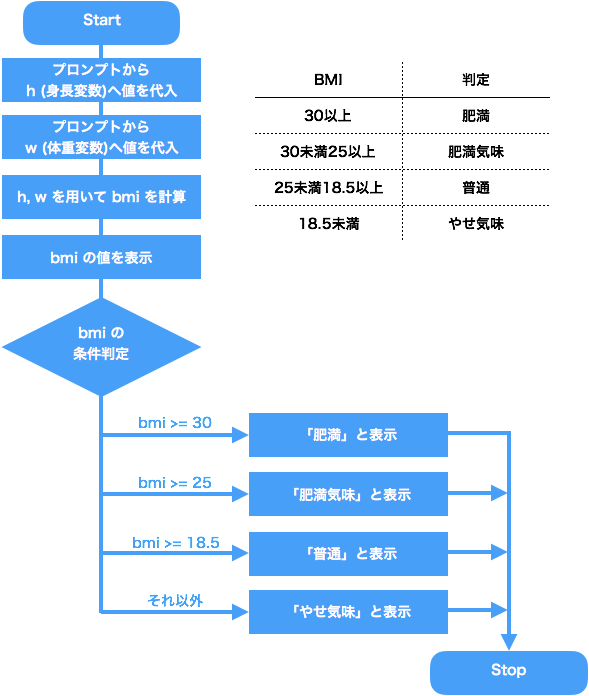 Start
プロンプトから
h (身長変数)へ値を代入
プロンプトから
w (体重変数)へ値を代入
h, w を用いて bmi を計算
bmi の値を表示
bmi の
条件判定
BMI 判定
30以上 肥満
30未満25以上 肥満気味
25未満18.5以上 普通
18.5未満 やせ気味
bmi >= 30 「肥満」と表示
bmi >= 25 「肥満気味」と表示
bmi >= 18.5 「普通」と表示
それ以外 「やせ気味」と表示
Stop